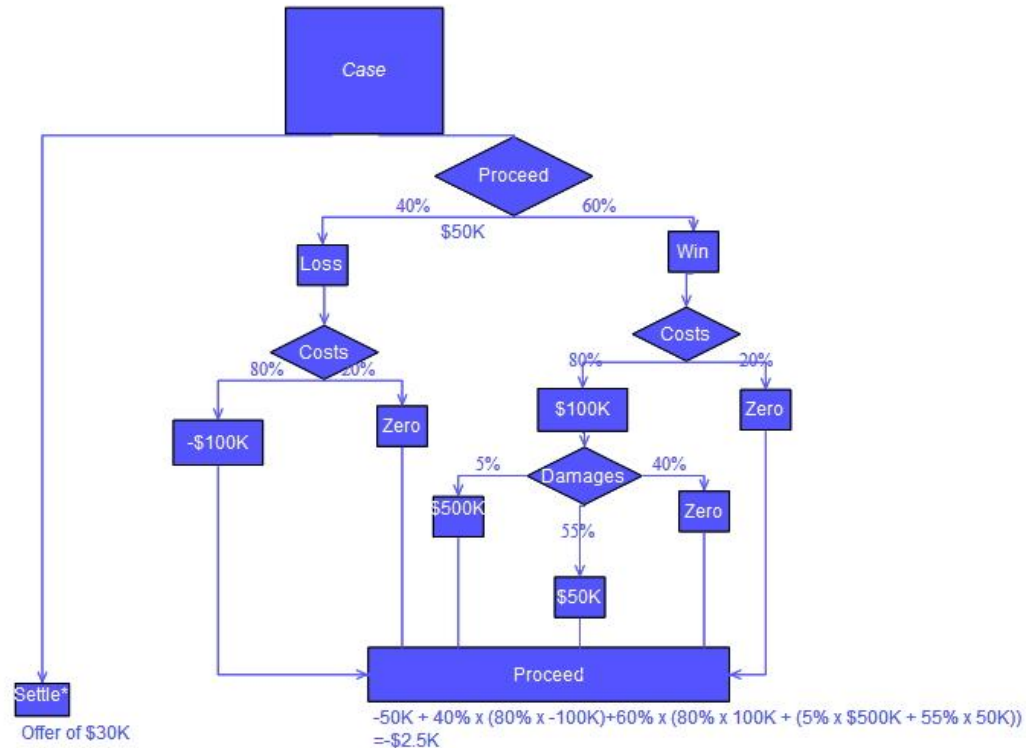 Case
Proceed
40%
60%
$50K
Loss
Win
Costs
Costs
80%
20%
80%
20%
-$100K
Zero
$100K
Zero
5%
Damages
40%
$500K
Zero
55%
$50K
Settle*
Proceed
Offer of $30K
-50K + 40% x (80% x -100K)+60% x (80% x 100K + (5% x $500K + 55% x 50K))
=-$2.5K